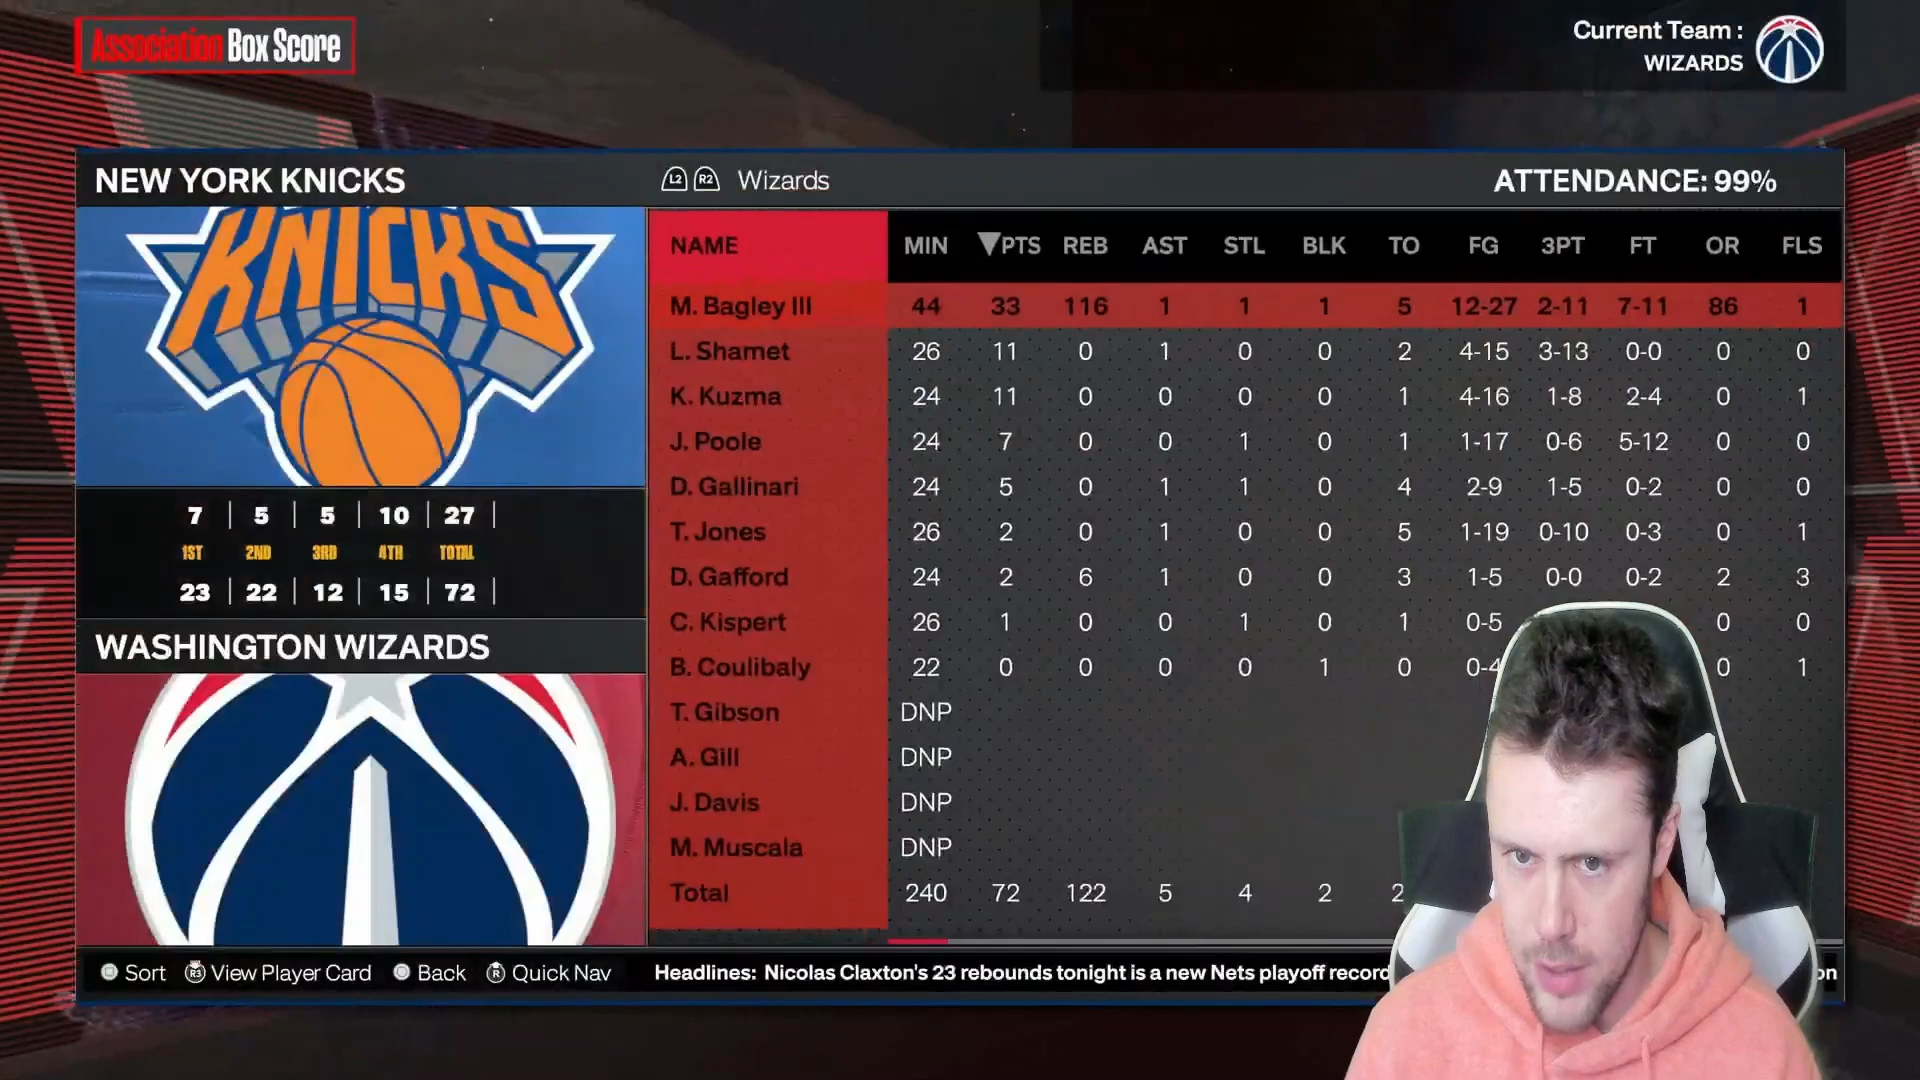 Association Box Score
Current Team :
WIZARDS
NEW YORK KNICKS
L2 R2 Wizards
ATTENDANCE: 99%
KNICKS
NAME MIN PTS REB AST STL BLK TO FG 3PT FT OR FLS
M. Bagley III 44 33 116 1 1 1 5 12-27 2-11 7-11 86 1
L. Shamet 26 11 0 1 0 0 2 4-15 3-13 0-0 0 0
K. Kuzma 24 11 0 0 0 0 1 4-16 1-8 2-4 0 1
J. Poole 24 7 0 0 1 0 1 1-17 0-6 5-12 0 0
D. Gallinari 24 5 0 1 1 0 4 2-9 1-5 0-2 0 0
T. Jones 26 2 0 1 0 0 5 1-19 0-10 0-3 0 1
D. Gafford 24 2 6 1 0 0 3 1-5 0-0 0-2 2 3
C. Kispert 26 1 0 0 1 0 1 0-5 0 0
B. Coulibaly 22 0 0 0 0 1 0 0-4 0 1
T. Gibson DNP
A. Gill DNP
J. Davis DNP
M. Muscala DNP
Total 240 72 122 5 4 2 2
7 5 5 10 27
1ST 2ND 3RD 4TH TOTAL
23 22 12 15 72
WASHINGTON WIZARDS
Sort R3 View Player Card Back R Quick Nav
Headlines: Nicolas Claxton's 23 rebounds tonight is a new Nets playoff record
on